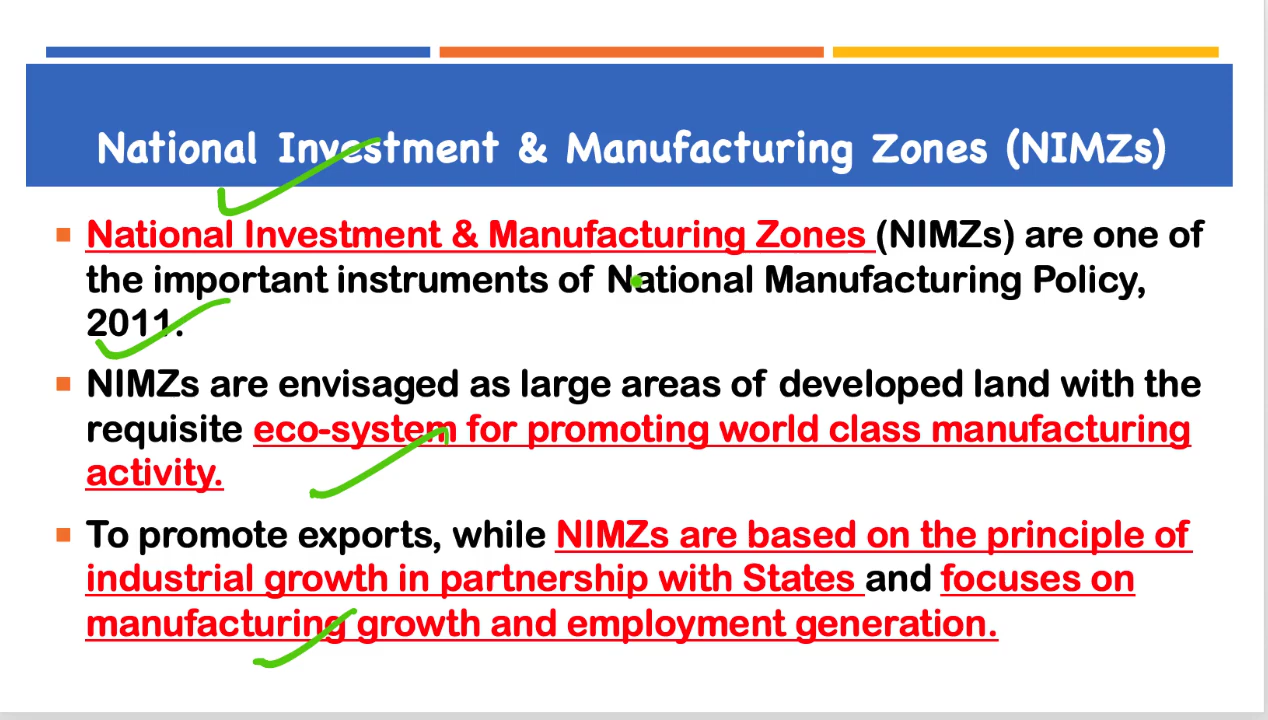 National Investment & Manufacturing Zones (NIMZs)
National Investment & Manufacturing Zones (NIMZs) are one of
the important instruments of National Manufacturing Policy,
2011.
NIMZs are envisaged as large areas of developed land with the
requisite eco-system for promoting world class manufacturing
activity.
To promote exports, while NIMZs are based on the principle of
industrial growth in partnership with States and focuses on
manufacturing growth and employment generation.